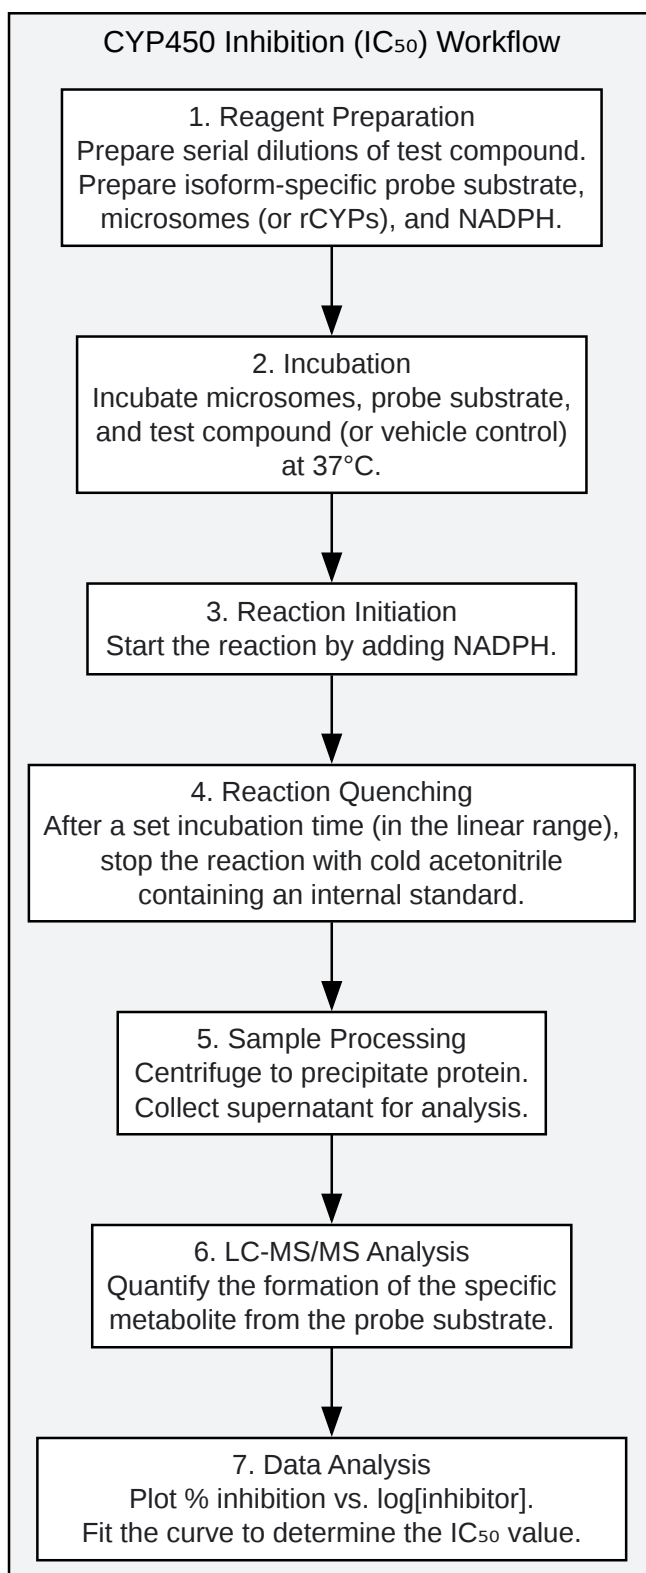 CYP450 Inhibition (IC₅₀) Workflow
1. Reagent Preparation
Prepare serial dilutions of test compound.
Prepare isoform-specific probe substrate,
microsomes (or rCYPs), and NADPH.
2. Incubation
Incubate microsomes, probe substrate,
and test compound (or vehicle control)
at 37°C.
3. Reaction Initiation
Start the reaction by adding NADPH.
4. Reaction Quenching
After a set incubation time (in the linear range),
stop the reaction with cold acetonitrile
containing an internal standard.
5. Sample Processing
Centrifuge to precipitate protein.
Collect supernatant for analysis.
6. LC-MS/MS Analysis
Quantify the formation of the specific
metabolite from the probe substrate.
7. Data Analysis
Plot % inhibition vs. log[inhibitor].
Fit the curve to determine the IC₅₀ value.